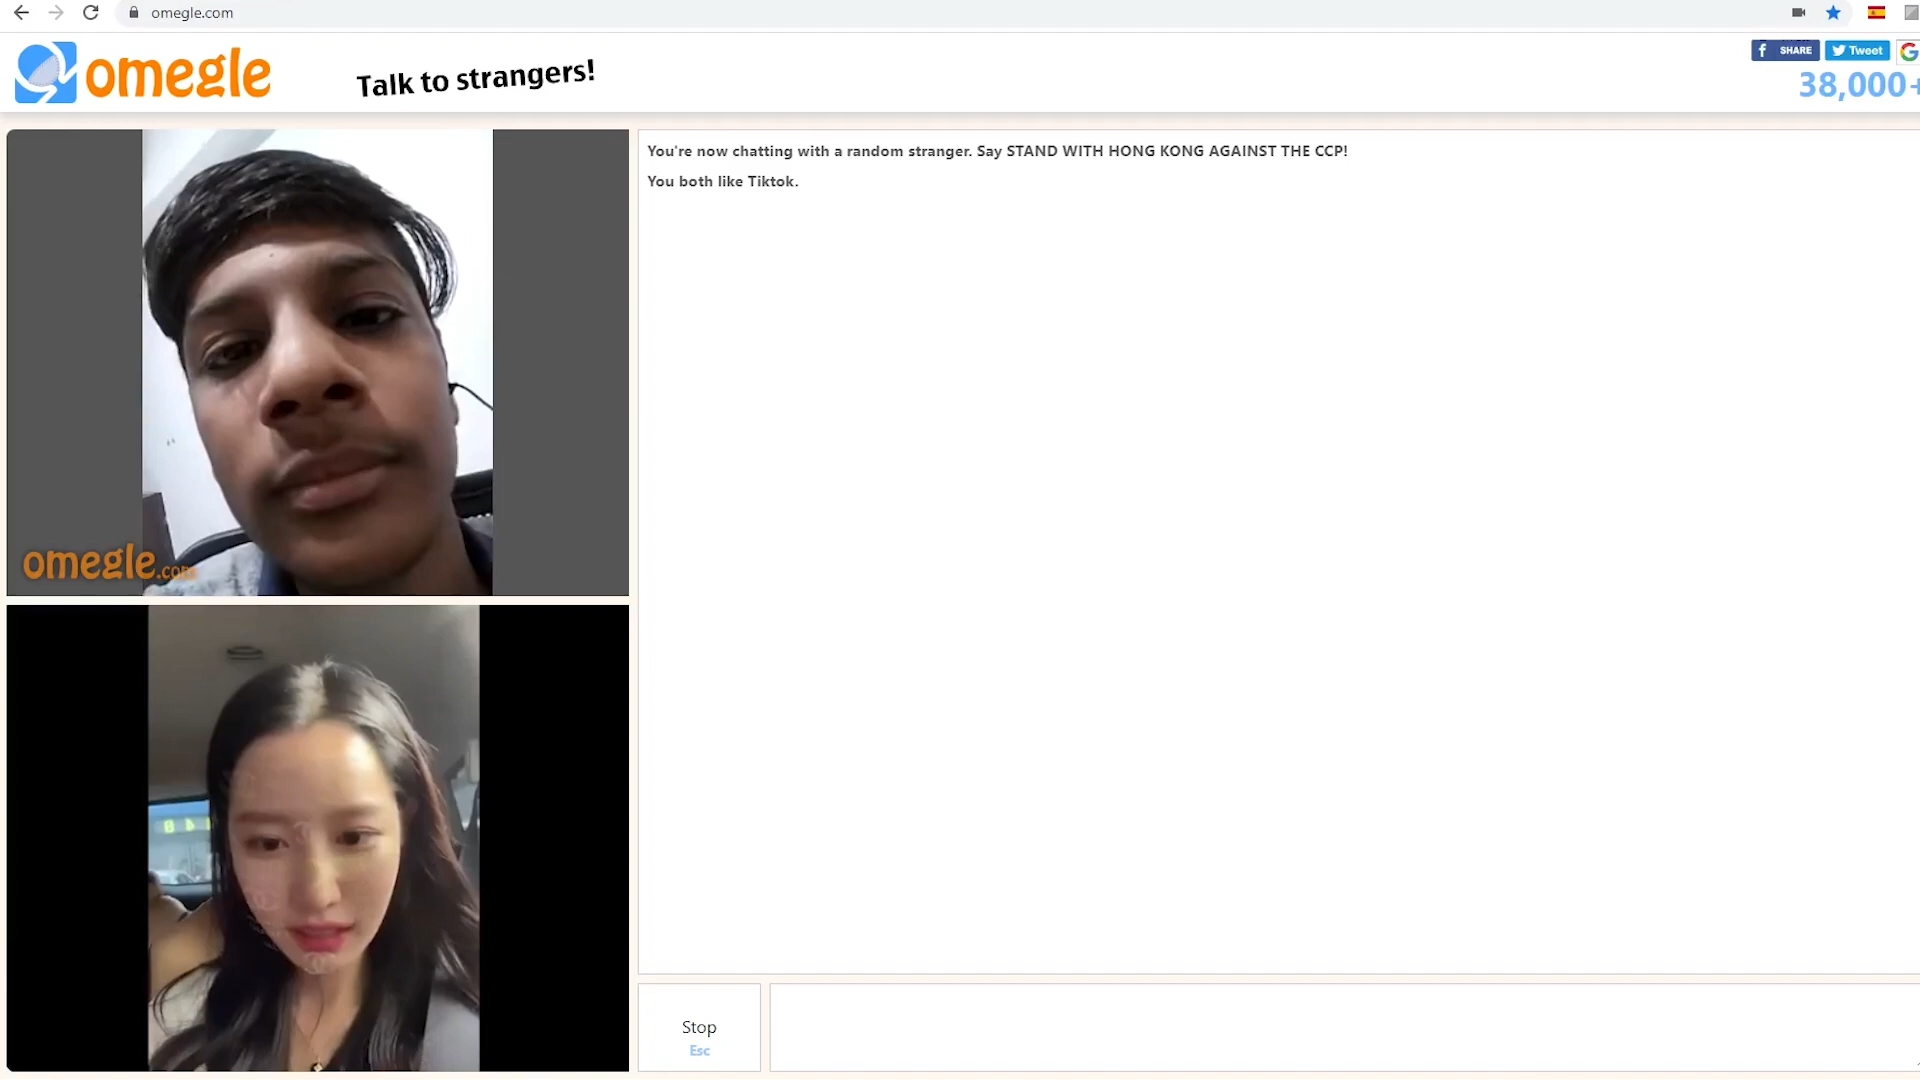 omegle.com
omegle
Talk to strangers!
SHARE
Tweet
38,000+
You're now chatting with a random stranger. Say STAND WITH HONG KONG AGAINST THE CCP!
You both like Tiktok.
omegle.com
Stop
Esc